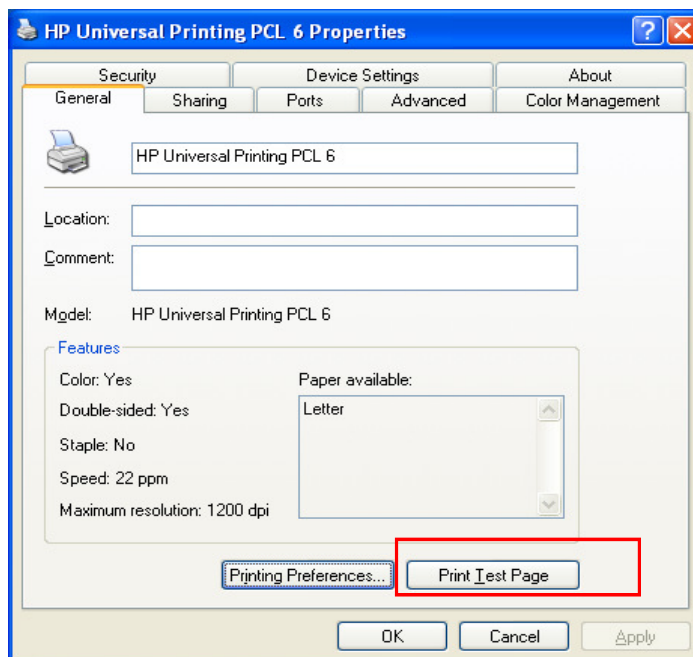 HP Universal Printing PCL 6 Properties
Security Device Settings About
General Sharing Ports Advanced Color Management
HP Universal Printing PCL 6
Location:
Comment:
Model: HP Universal Printing PCL 6
Features
Color: Yes Paper available:
Double-sided: Yes Letter
Staple: No
Speed: 22 ppm
Maximum resolution: 1200 dpi
Printing Preferences... Print Test Page
OK Cancel Apply